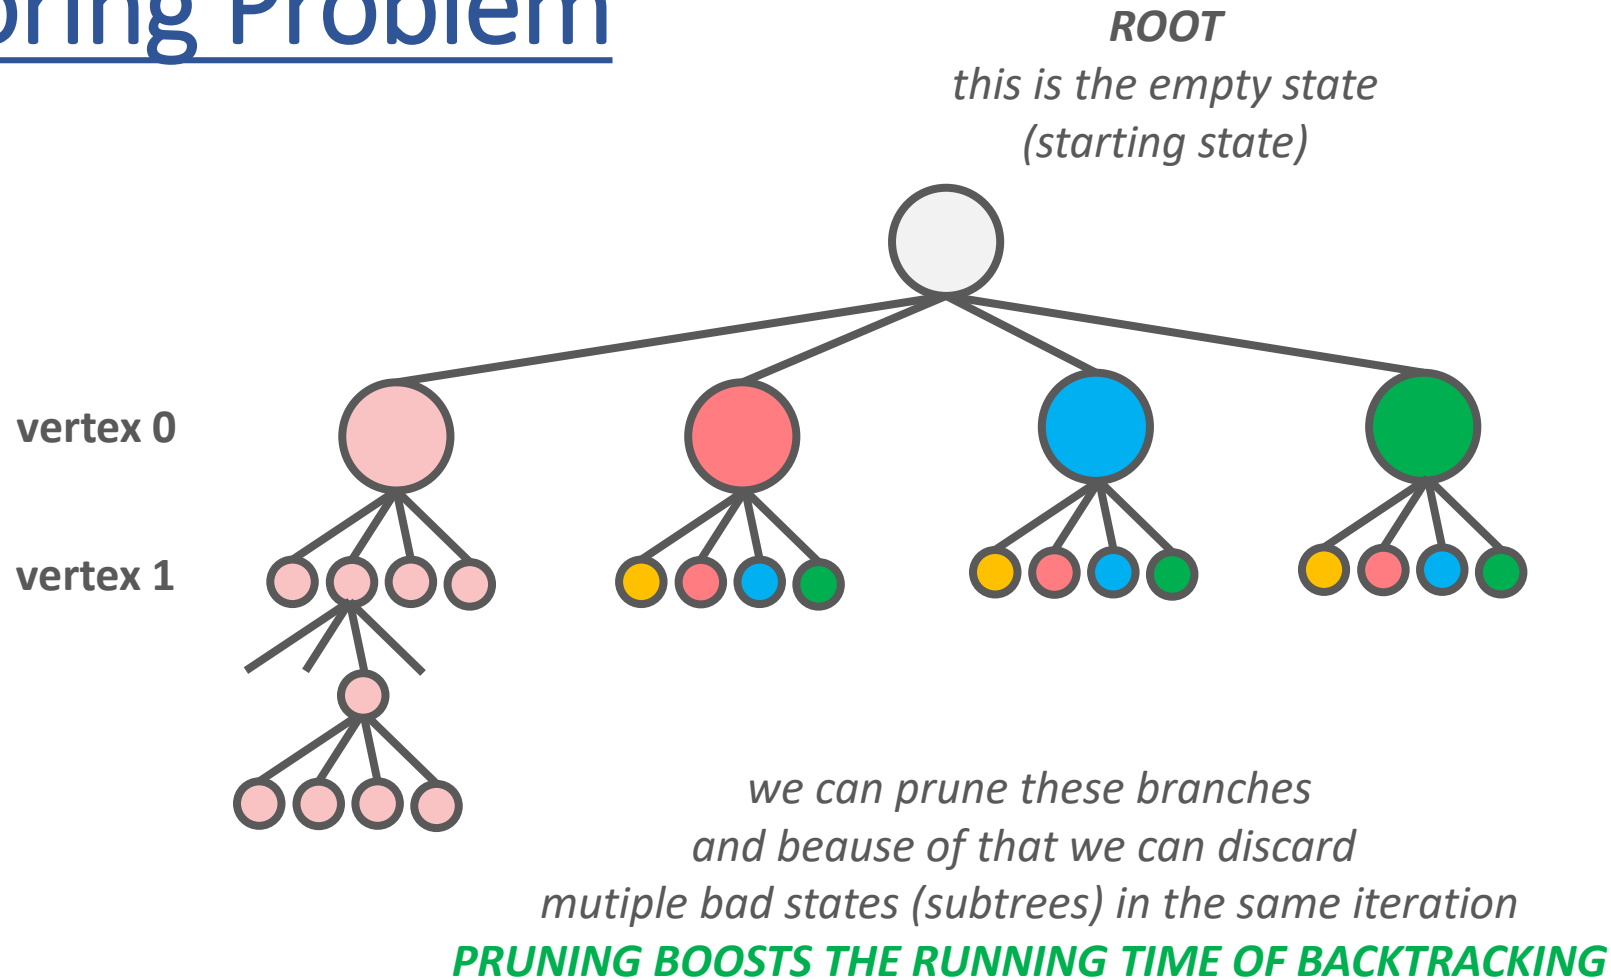 oring Problem
ROOT
this is the empty state
(starting state)
vertex 0
vertex 1
we can prune these branches
and beause of that we can discard
mutiple bad states (subtrees) in the same iteration
PRUNING BOOSTS THE RUNNING TIME OF BACKTRACKING